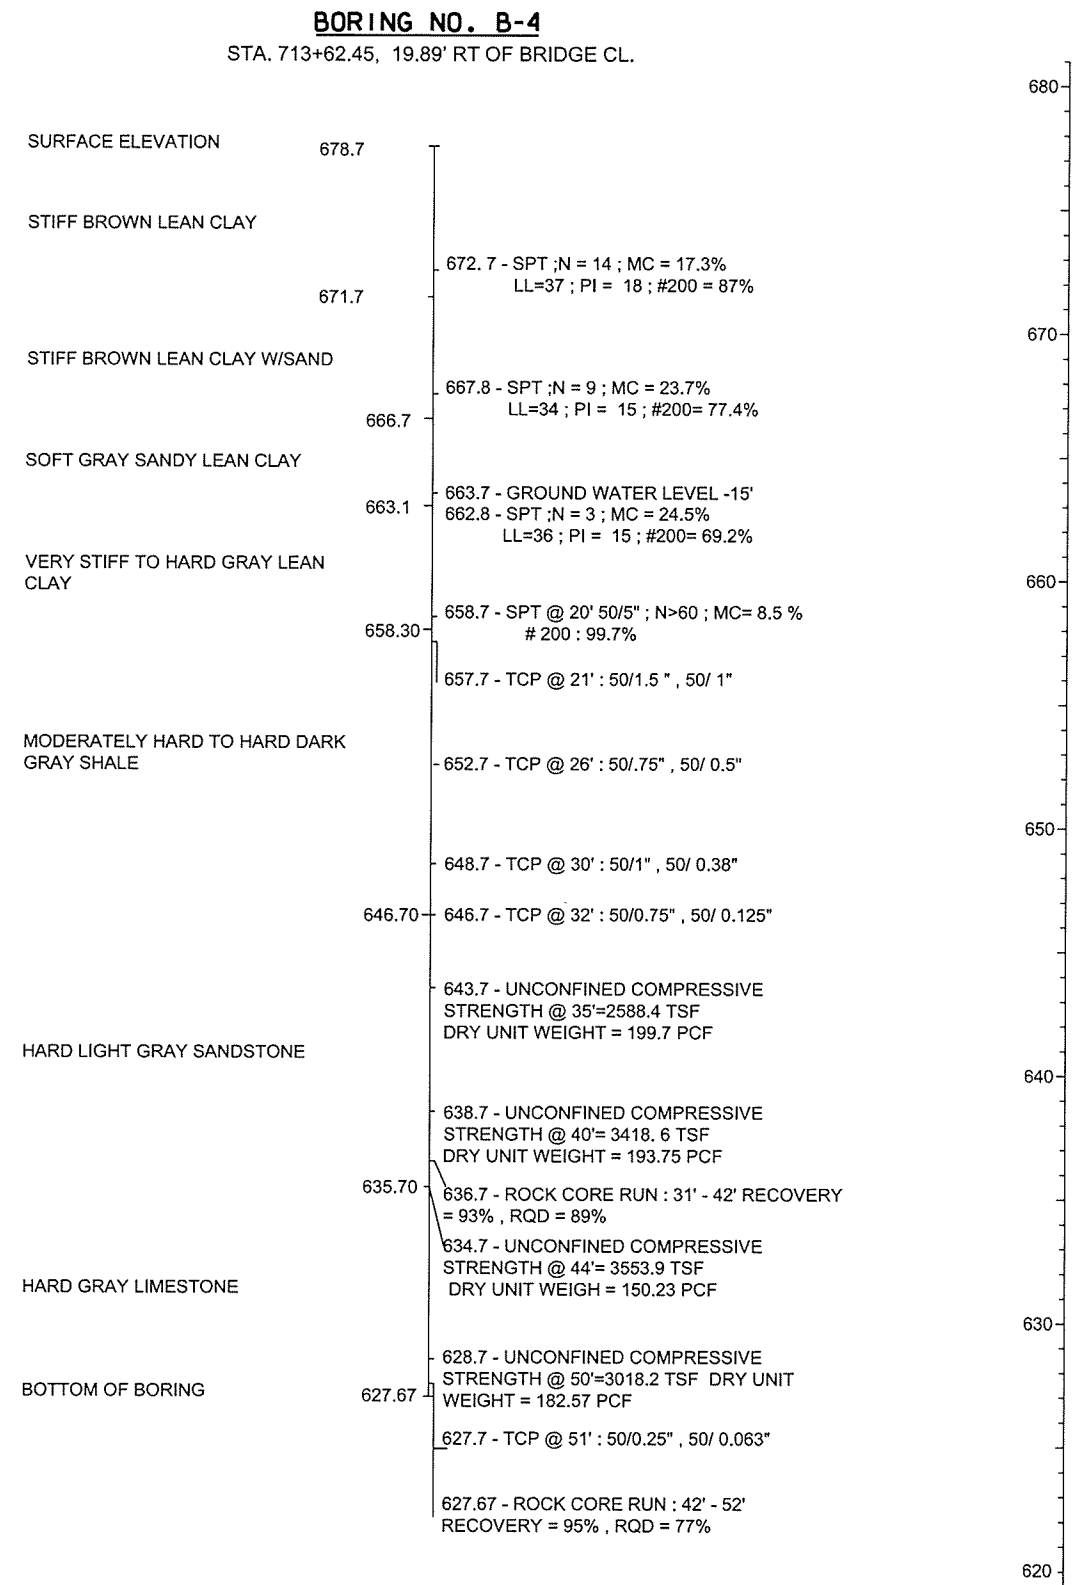 BORING NO. B-4
STA. 713+62.45, 19.89' RT OF BRIDGE CL.
680
SURFACE ELEVATION 678.7
STIFF BROWN LEAN CLAY
672. 7 - SPT ;N = 14 ; MC = 17.3%
LL=37 ; PI = 18 ; #200 = 87%
671.7
670
STIFF BROWN LEAN CLAY W/SAND
667.8 - SPT ;N = 9 ; MC = 23.7%
LL=34 ; PI = 15 ; #200= 77.4%
666.7
SOFT GRAY SANDY LEAN CLAY
663.7 - GROUND WATER LEVEL -15'
663.1
662.8 - SPT ;N = 3 ; MC = 24.5%
LL=36 ; PI = 15 ; #200= 69.2%
VERY STIFF TO HARD GRAY LEAN
CLAY
660
658.7 - SPT @ 20' 50/5" ; N>60 ; MC= 8.5 %
# 200 : 99.7%
658.30
657.7 - TCP @ 21' : 50/1.5 " , 50/ 1"
MODERATELY HARD TO HARD DARK
GRAY SHALE
652.7 - TCP @ 26' : 50/.75" , 50/ 0.5"
650
648.7 - TCP @ 30' : 50/1" , 50/ 0.38"
646.70
646.7 - TCP @ 32' : 50/0.75" , 50/ 0.125"
643.7 - UNCONFINED COMPRESSIVE
STRENGTH @ 35'=2588.4 TSF
DRY UNIT WEIGHT = 199.7 PCF
HARD LIGHT GRAY SANDSTONE
640
638.7 - UNCONFINED COMPRESSIVE
STRENGTH @ 40'= 3418. 6 TSF
DRY UNIT WEIGHT = 193.75 PCF
635.70
636.7 - ROCK CORE RUN : 31' - 42' RECOVERY
= 93% , RQD = 89%
634.7 - UNCONFINED COMPRESSIVE
STRENGTH @ 44'= 3553.9 TSF
DRY UNIT WEIGH = 150.23 PCF
HARD GRAY LIMESTONE
630
628.7 - UNCONFINED COMPRESSIVE
STRENGTH @ 50'=3018.2 TSF DRY UNIT
WEIGHT = 182.57 PCF
BOTTOM OF BORING 627.67
627.7 - TCP @ 51' : 50/0.25" , 50/ 0.063"
627.67 - ROCK CORE RUN : 42' - 52'
RECOVERY = 95% , RQD = 77%
620